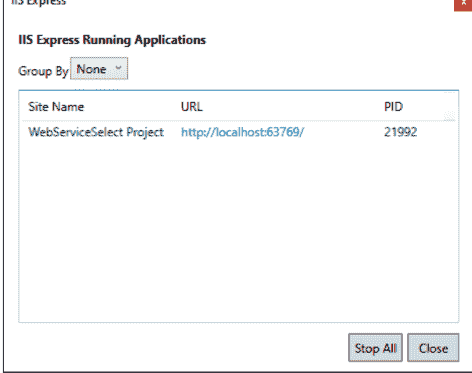 IIS Express
x
IIS Express Running Applications
Group By None
Site Name URL PID
WebServiceSelect Project http://localhost:63769/ 21992
Stop All Close